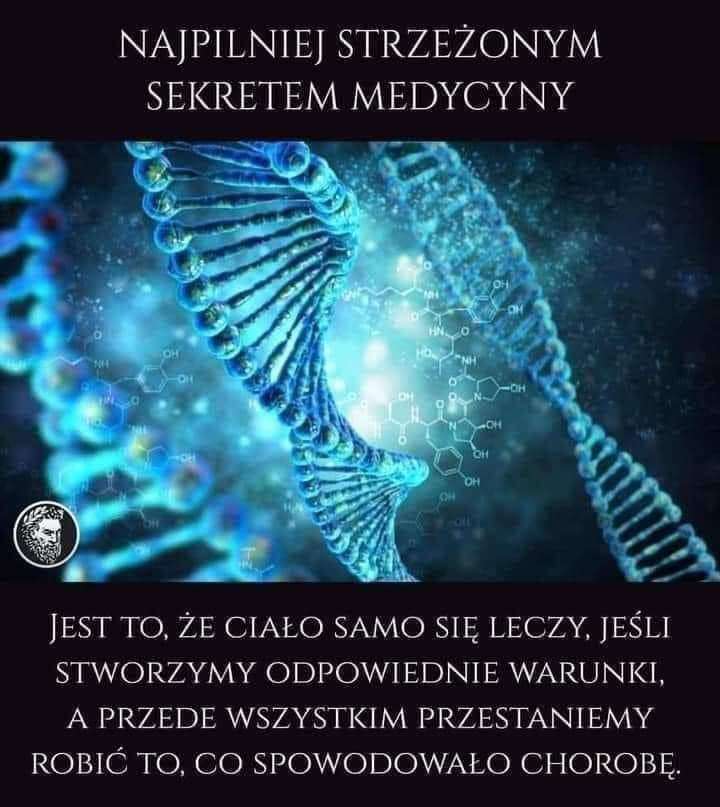 NAJPILNIEJ STRZEŻONYM
SEKRETEM MEDYCYNY
JEST TO, ŻE CIAŁO SAMO SIĘ LECZY, JEŚLI
STWORZYMY ODPOWIEDNIE WARUNKI,
A PRZEDE WSZYSTKIM PRZESTANIEMY
ROBIĆ TO, CO SPOWODOWAŁO CHOROBĘ.